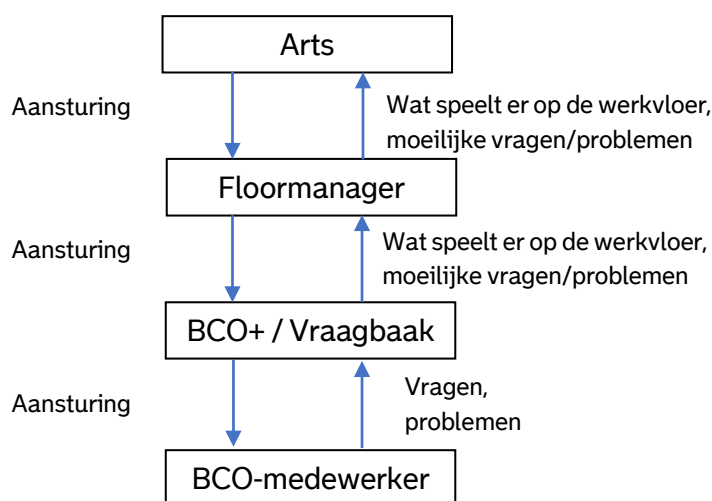 Arts
Aansturing
Wat speelt er op de werkvloer,
moeilijke vragen/problemen
Floormanager
Aansturing
Wat speelt er op de werkvloer,
moeilijke vragen/problemen
BCO+ / Vraagbaak
Aansturing
Vragen,
problemen
BCO-medewerker